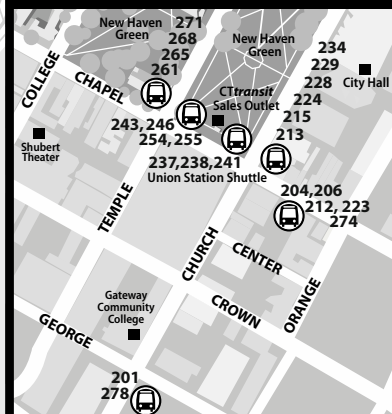 New Haven
Green
271
268
265
261
New Haven
Green
234
229
228
224
215
213
City Hall
COLLEGE
CHAPEL
CTtransit
Sales Outlet
243, 246
254, 255
Shubert
Theater
237, 238, 241
Union Station Shuttle
204, 206
212, 223
274
TEMPLE
CHURCH
CENTER
ORANGE
CROWN
Gateway
Community
College
GEORGE
201
278